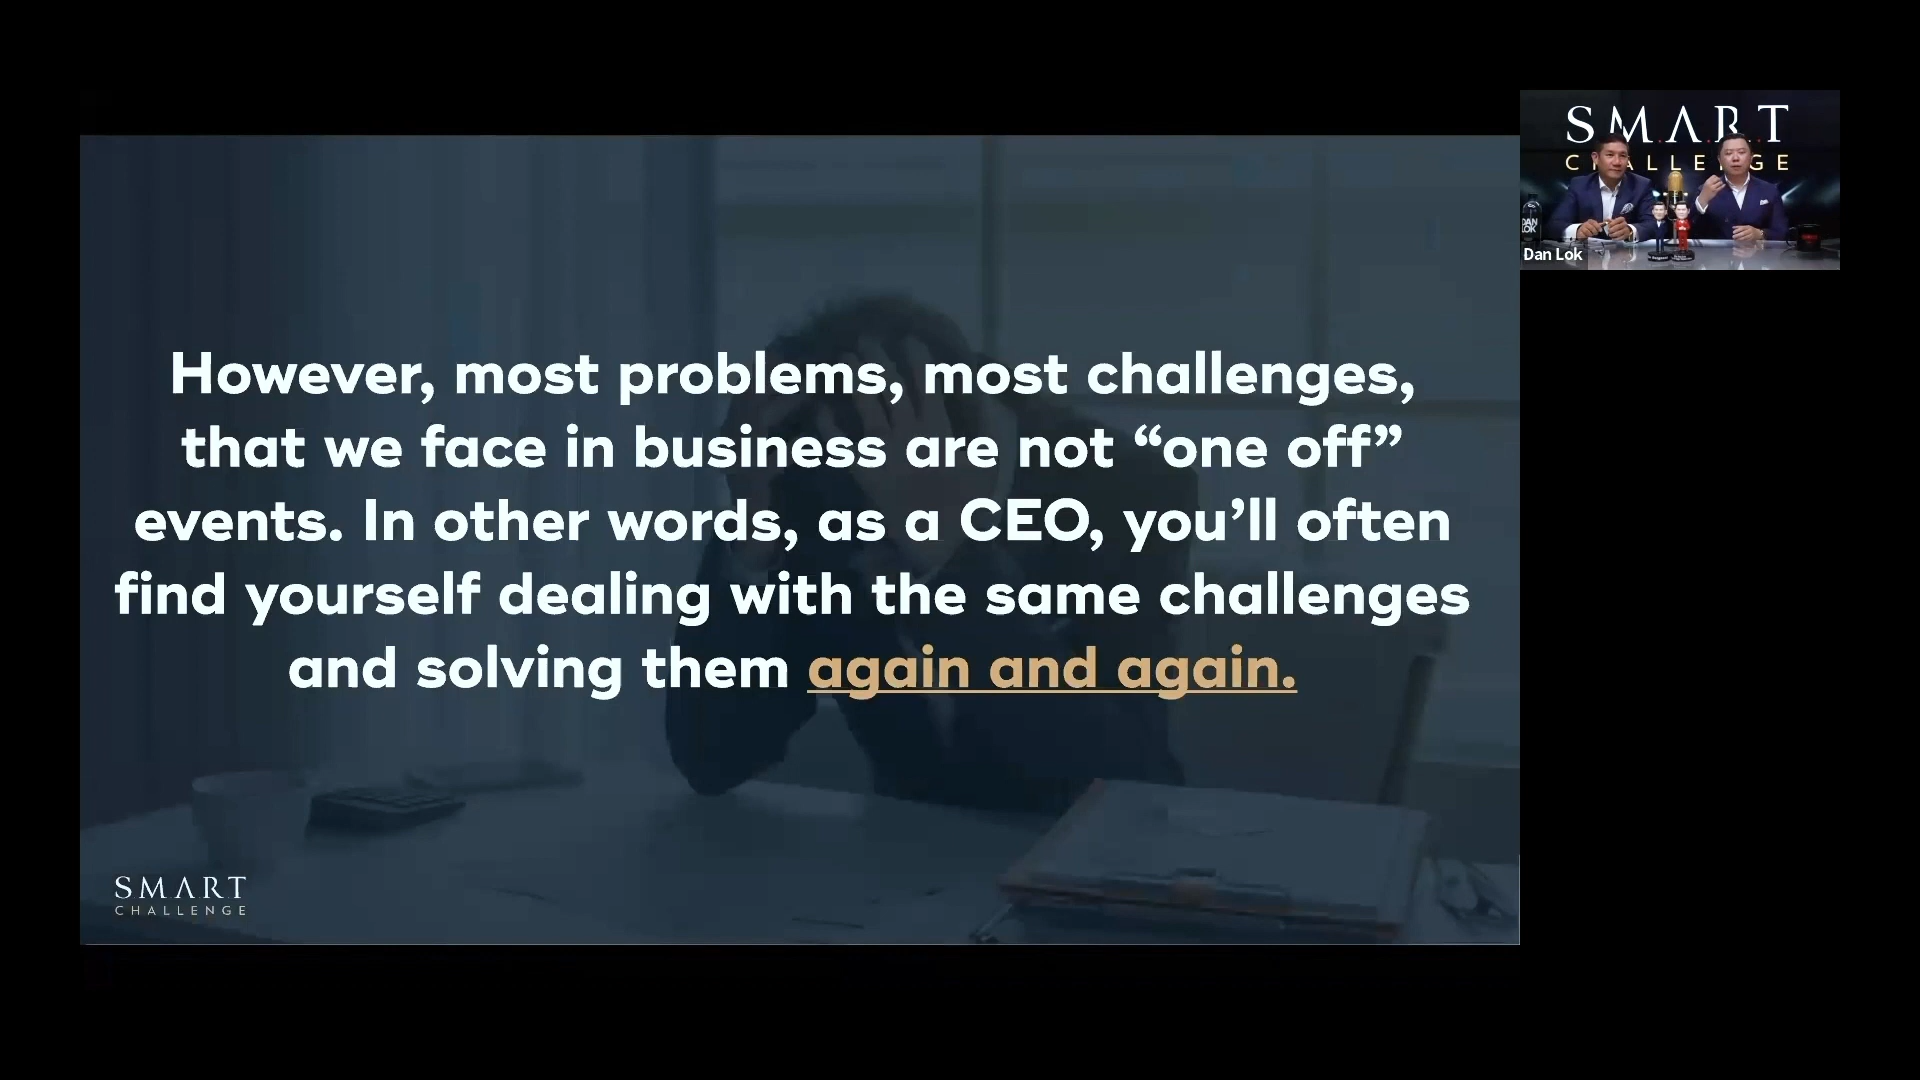 However, most problems, most challenges,
that we face in business are not “one off”
events. In other words, as a CEO, you’ll often
find yourself dealing with the same challenges
and solving them again and again.
S.M.A.R.T
CHALLENGE
S.M.A.R.T
CHALLENGE
DAN
LOK
Dan Lok